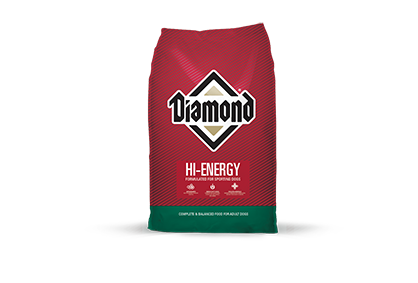 Diamond
HI-ENERGY
FORMULATED FOR SPORTING DOGS
COMPLETE & BALANCED FOOD FOR ADULT DOGS